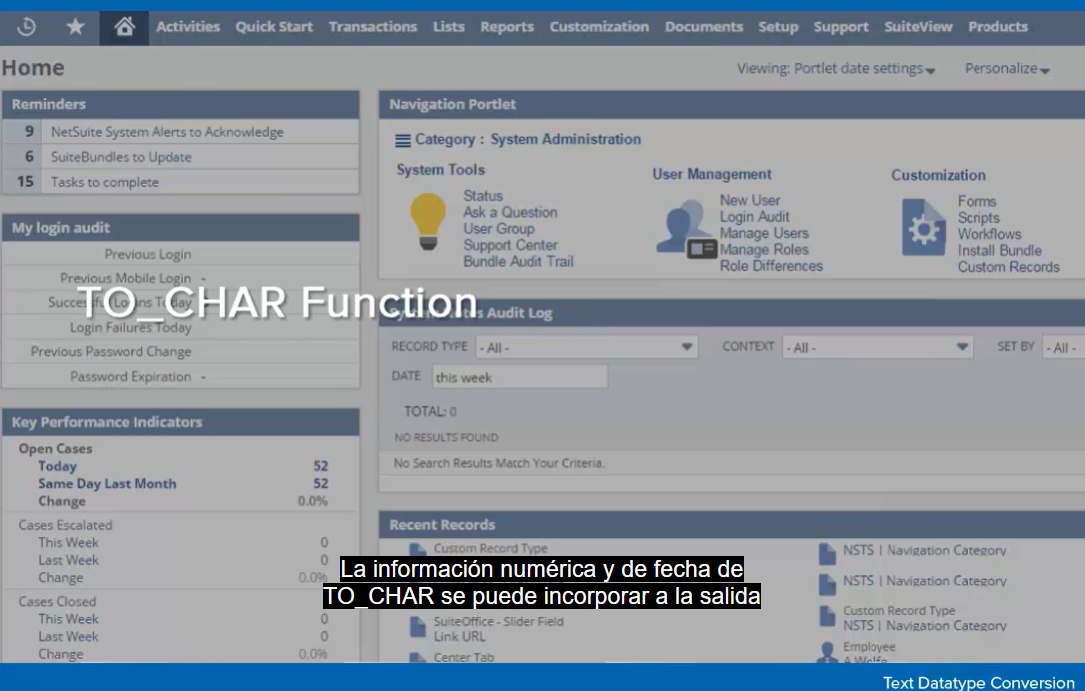 Activities Quick Start Transactions Lists Reports Customization Documents Setup Support SuiteView Products
Home
Viewing: Portlet date settings Personalize
Reminders
9 NetSuite System Alerts to Acknowledge
6 SuiteBundles to Update
15 Tasks to complete
My login audit
Previous Login
Previous Mobile Login -
Successful Logins Today
Login Failures Today
Previous Password Change
Password Expiration -
TO_CHAR Function
Key Performance Indicators
Open Cases
Today 52
Same Day Last Month 52
Change 0.0%
Cases Escalated
This Week 0
Last Week 0
Change 0.0%
Cases Closed
This Week 0
Last Week 0
Change 0.0%
Navigation Portlet
Category : System Administration
System Tools
Status
Ask a Question
User Group
Support Center
Bundle Audit Trail
User Management
New User
Login Audit
Manage Users
Manage Roles
Role Differences
Customization
Forms
Scripts
Workflows
Install Bundle
Custom Records
Audit Log
RECORD TYPE - All - CONTEXT - All - SET BY - All -
DATE this week
TOTAL: 0
NO RESULTS FOUND
No Search Results Match Your Criteria.
Recent Records
Custom Record Type
SuiteOffice - Slider Field
Link URL
Center Tab
NSTS | Navigation Category
NSTS | Navigation Category
Custom Record Type
NSTS | Navigation Category
Employee
A Wolfe
La información numérica y de fecha de
TO_CHAR se puede incorporar a la salida
Text Datatype Conversion